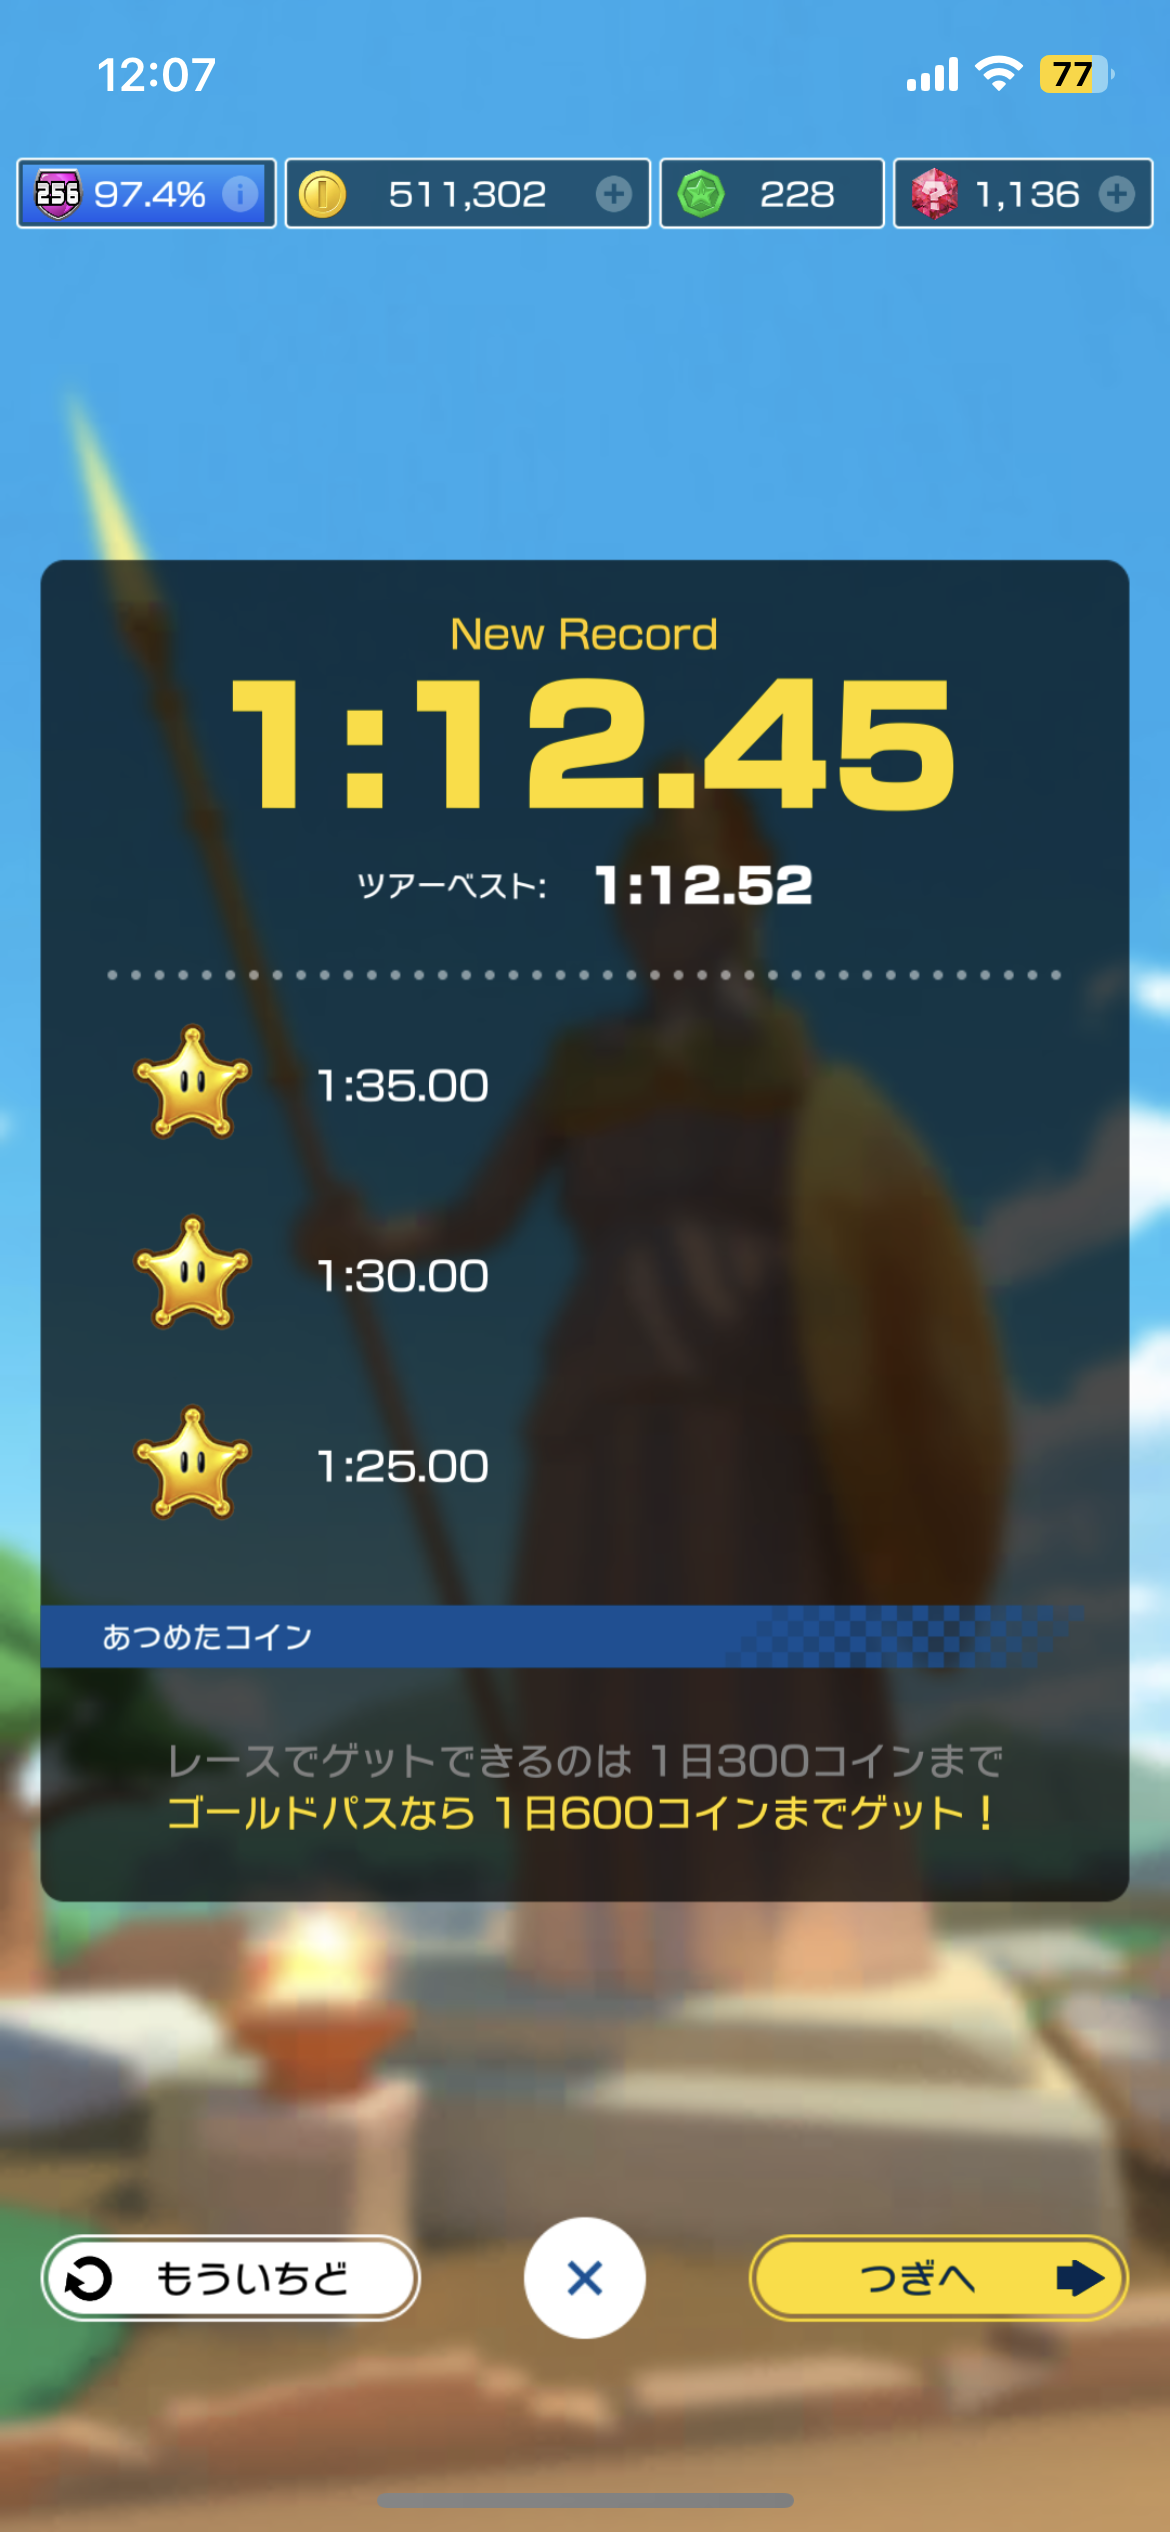 12:07
77
256 97.4% i 511,302 + 228 1,136 +
New Record
1:12.45
ツアーベスト: 1:12.52
1:35.00
1:30.00
1:25.00
あつめたコイン
レースでゲットできるのは 1日300コインまで
ゴールドパスなら 1日600コインまでゲット！
もういちど × つぎへ